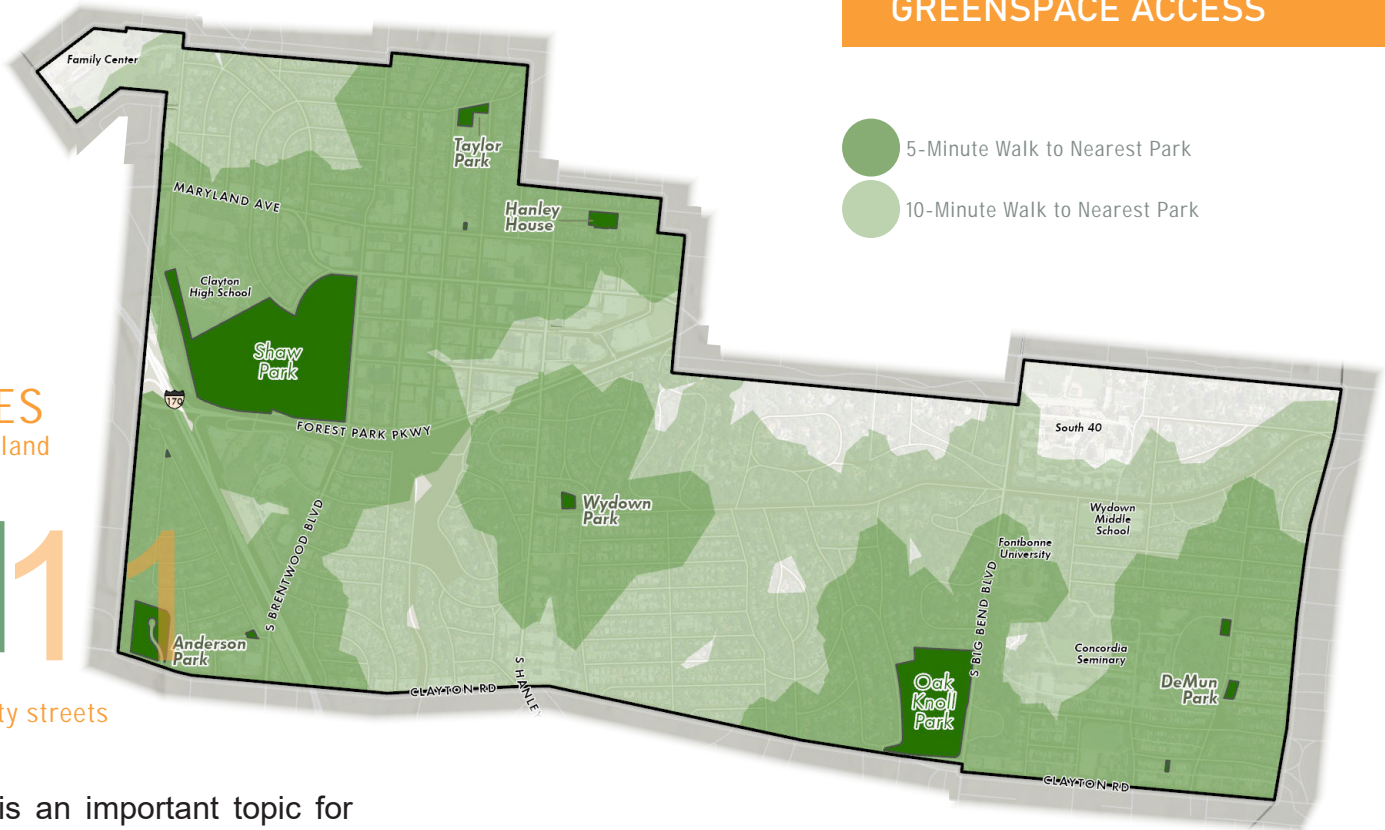 GREENSPACE ACCESS
5-Minute Walk to Nearest Park
10-Minute Walk to Nearest Park
Family Center
Taylor
Park
MARYLAND AVE
Hanley
House
Clayton
High School
Shaw
Park
170
FOREST PARK PKWY
South 40
Wydown
Park
Wydown
Middle
School
Fontbonne
University
S BRENTWOOD BLVD
S BIG BEND BLVD
Anderson
Park
Concordia
Seminary
DeMun
Park
Oak
Knoll
Park
S HANLEY
CLAYTON RD
CLAYTON RD
ES
land
11
ty streets
is an important topic for